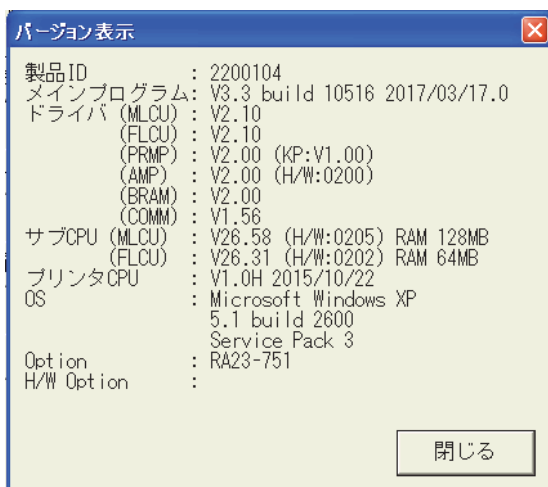 バージョン表示
製品ID : 2200104
メインプログラム: V3.3 build 10516 2017/03/17.0
ドライバ (MLCU) : V2.10
(FLCU) : V2.10
(PRMP) : V2.00 (KP:V1.00)
(AMP) : V2.00 (H/W:0200)
(BRAM) : V2.00
(COMM) : V1.56
サブCPU (MLCU) : V26.58 (H/W:0205) RAM 128MB
(FLCU) : V26.31 (H/W:0202) RAM 64MB
プリンタCPU : V1.0H 2015/10/22
OS : Microsoft Windows XP
5.1 build 2600
Service Pack 3
Option : RA23-751
H/W Option :
閉じる